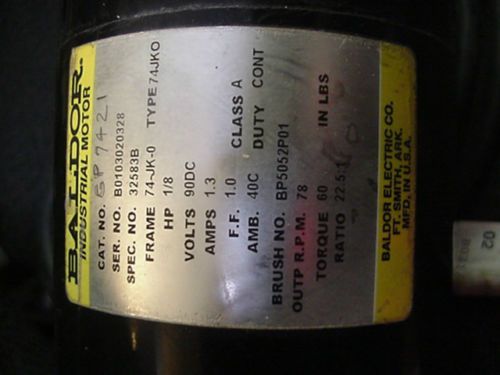 BALDOR
INDUSTRIAL MOTOR
CAT. NO. GP7421
SER. NO. B0103020328
SPEC. NO. 32583B
FRAME 74-JK-0 TYPE 74JKO
HP 1/8
VOLTS 90DC
AMPS 1.3
F.F. 1.0 CLASS A
AMB. 40C DUTY CONT
BRUSH NO. BP5052P01
OUTP R.P.M. 78
TORQUE 60 IN LBS
RATIO 22.5:1
BALDOR ELECTRIC CO.
FT. SMITH, ARK.
MFD, IN U.S.A.
02